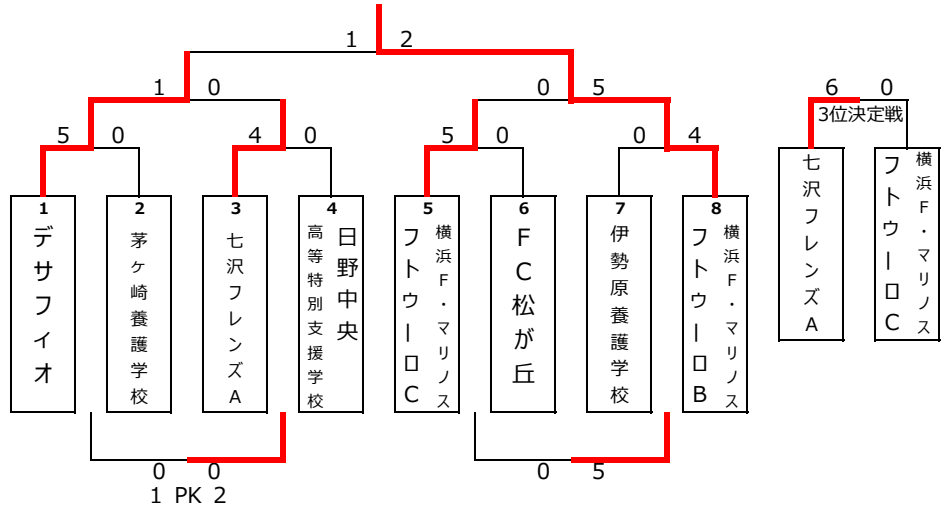 1 2
1 0
0 5
6 0
3位決定戦
5 0
4 0
5 0
0 4
1
デサフィオ
2
茅ケ崎養護学校
3
七沢フレンズA
4
日野中央
高等特別支援学校
5
横浜F・マリノス
フトゥーロC
6
FC松が丘
7
伊勢原養護学校
8
横浜F・マリノス
フトゥーロB
七沢フレンズA
横浜F・マリノス
フトゥーロC
0 0
1 PK 2
0 5